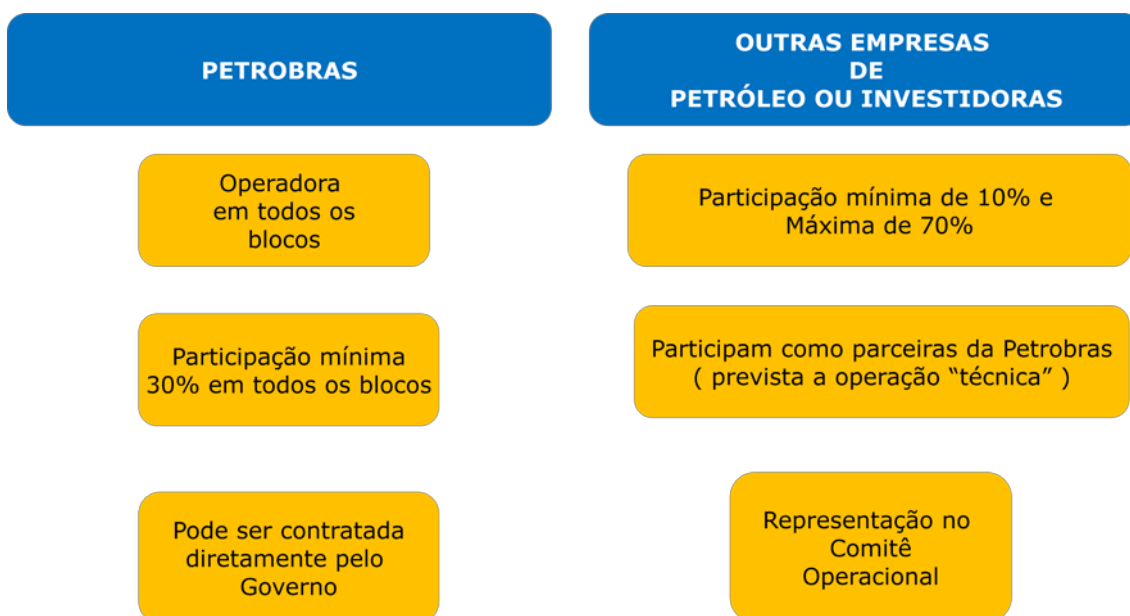 PETROBRAS
Operadora
em todos os
blocos
Participação mínima
30% em todos os blocos
Pode ser contratada
diretamente pelo
Governo
OUTRAS EMPRESAS
DE
PETRÓLEO OU INVESTIDORAS
Participação mínima de 10% e
Máxima de 70%
Participam como parceiras da Petrobras
( prevista a operação “técnica” )
Representação no
Comitê
Operacional